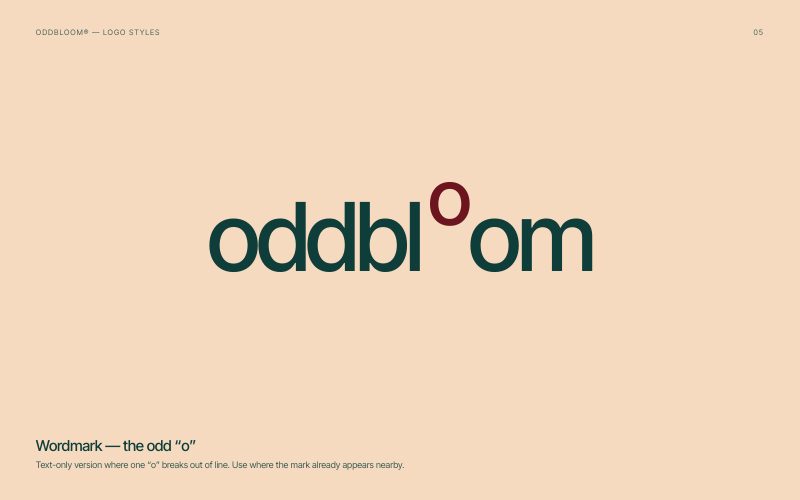 ODDBLOOM® — LOGO STYLES
05
oddbloom
Wordmark — the odd “o”
Text-only version where one “o” breaks out of line. Use where the mark already appears nearby.